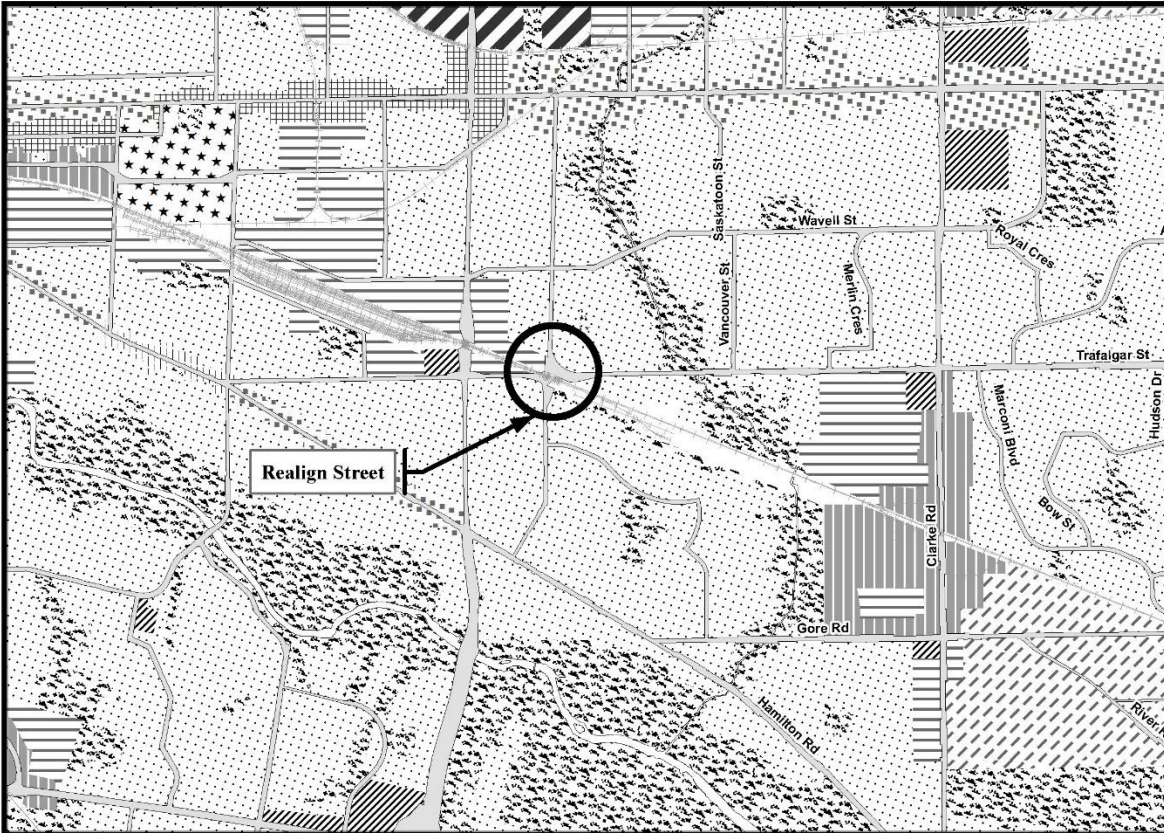 Saskatoon St
Wavell St
Royal Cres
Vancouver St
Merlin Cres
Trafalgar St
Marconi Blvd
Hudson Dr
Realign Street
Bow St
Clarke Rd
Gore Rd
Hamilton Rd
River